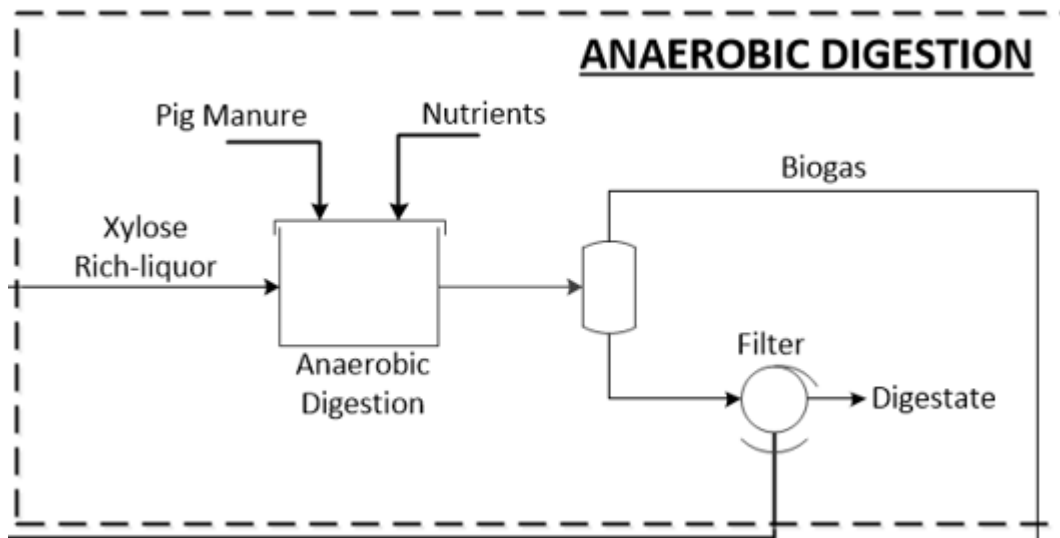 ANAEROBIC DIGESTION
Pig Manure
Nutrients
Biogas
Xylose
Rich-liquor
Filter
Anaerobic
Digestion
Digestate